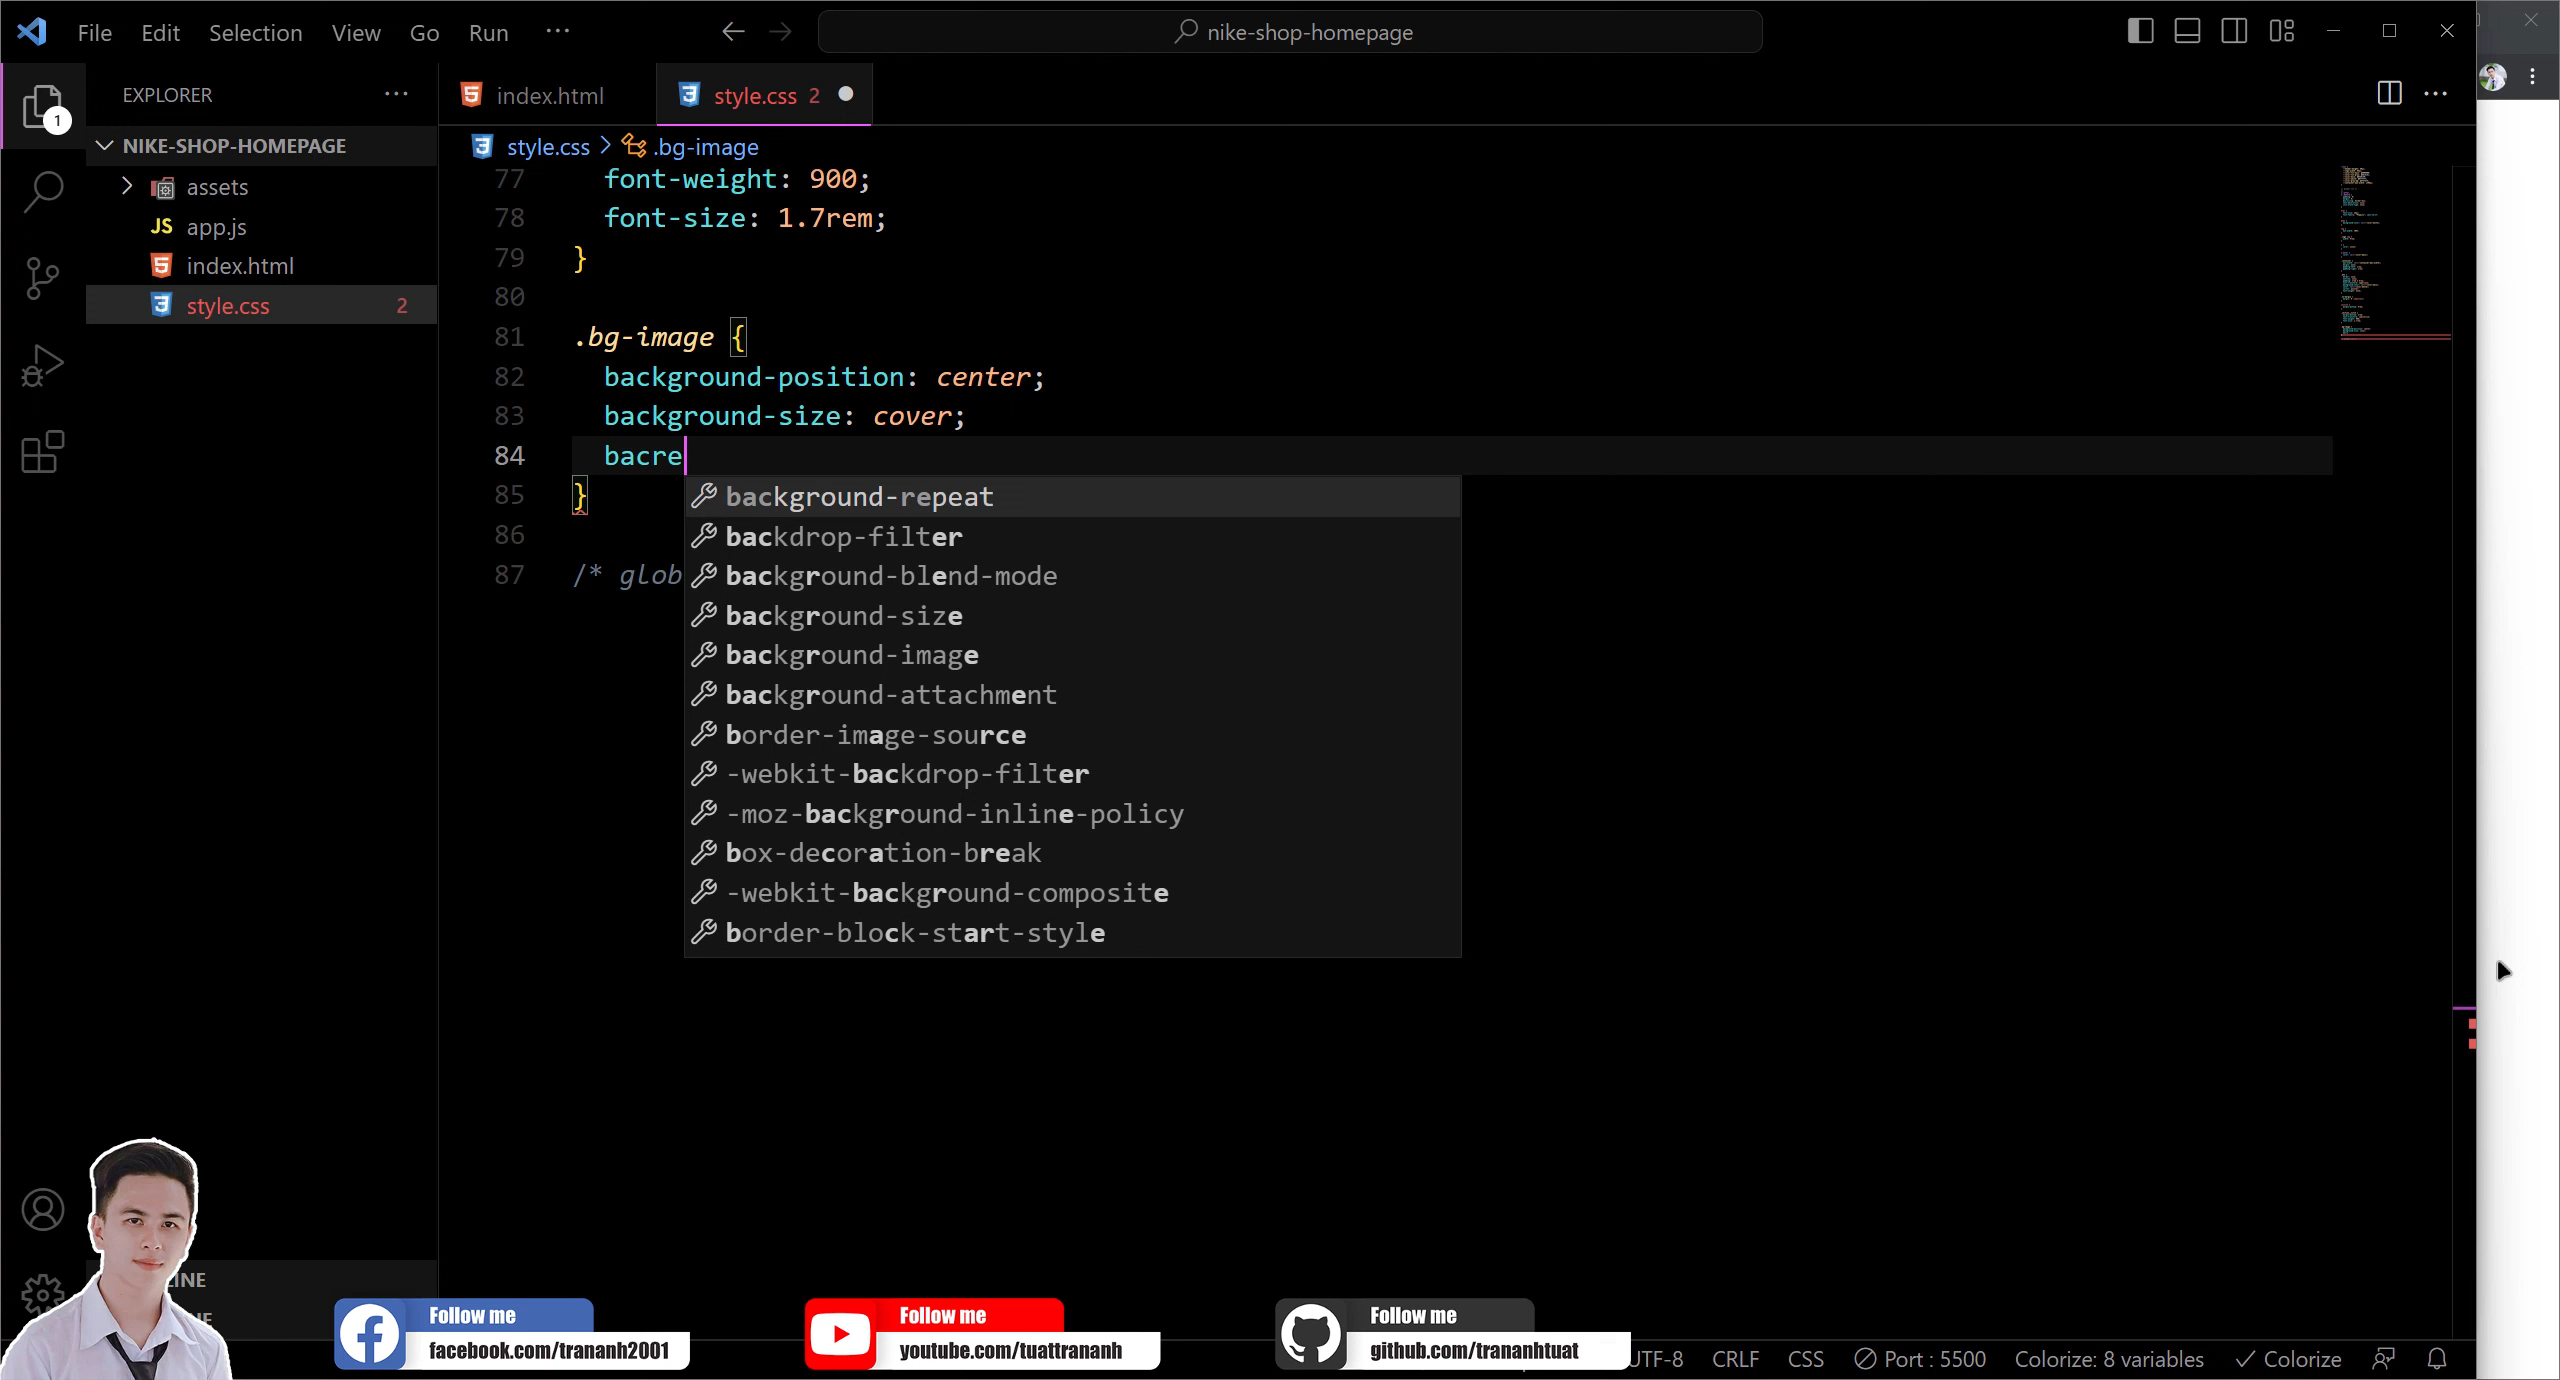 File Edit Selection View Go Run ···
nike-shop-homepage
1
EXPLORER ···
NIKE-SHOP-HOMEPAGE
assets
JS app.js
index.html
style.css 2
index.html
style.css 2
style.css > .bg-image
77 font-weight: 900;
78 font-size: 1.7rem;
79 }
80
81 .bg-image {
82 background-position: center;
83 background-size: cover;
84 bacre
85 }
86
87 /* glob
background-repeat
backdrop-filter
background-blend-mode
background-size
background-image
background-attachment
border-image-source
-webkit-backdrop-filter
-moz-background-inline-policy
box-decoration-break
-webkit-background-composite
border-block-start-style
LINE
NE
Follow me
facebook.com/trananh2001
Follow me
youtube.com/tuattrananh
Follow me
github.com/trananhtuat
UTF-8 CRLF CSS Port : 5500 Colorize: 8 variables Colorize